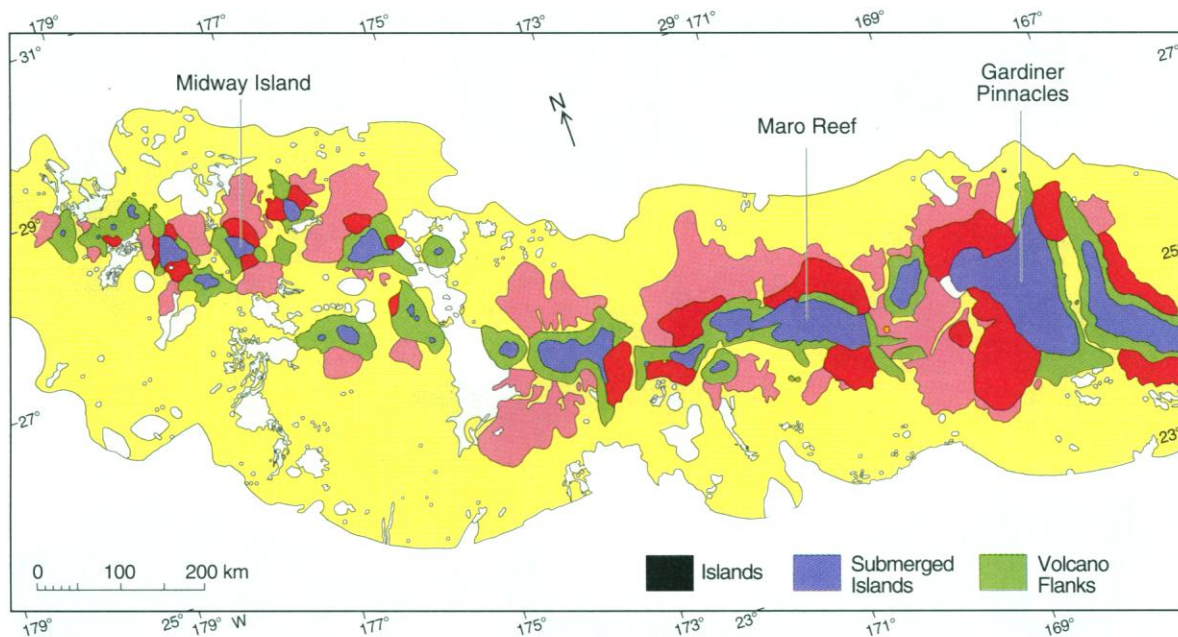 179° 177° 175° 173° 29° 171° 169° 167°
31° 27°
Midway Island
Gardiner
Pinnacles
N
Maro Reef
29° 25°
27° 23°
0 100 200 km
Islands
Submerged
Islands
Volcano
Flanks
179° 25° 179° W 177° 175° 173° 23° 171° 169°